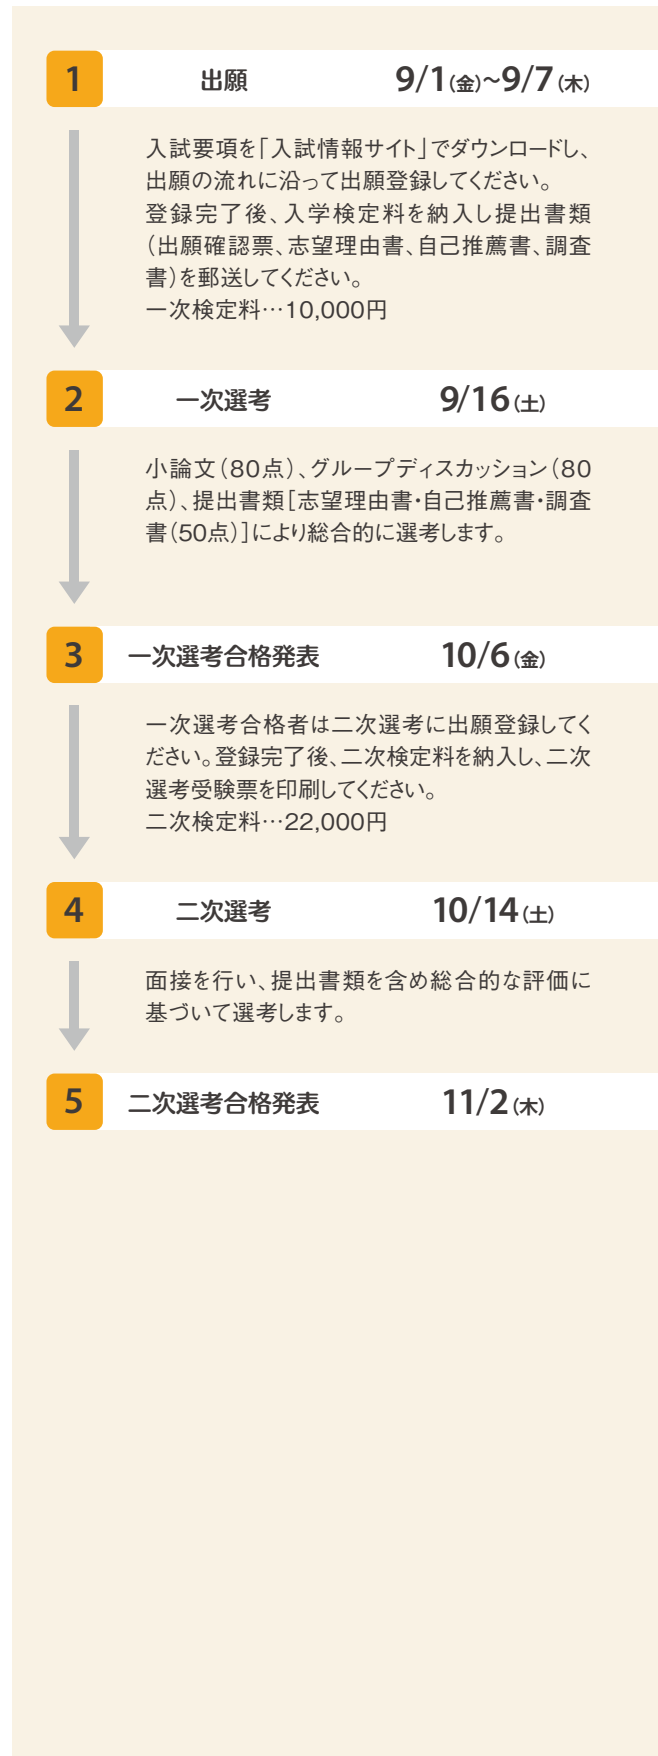 1 出願 9/1(金)~9/7(木)
入試要項を「入試情報サイト」でダウンロードし、
出願の流れに沿って出願登録してください。
登録完了後、入学検定料を納入し提出書類
(出願確認票、志望理由書、自己推薦書、調査
書)を郵送してください。
一次検定料…10,000円
2 一次選考 9/16(土)
小論文(80点)、グループディスカッション(80
点)、提出書類[志望理由書・自己推薦書・調査
書(50点)]により総合的に選考します。
3 一次選考合格発表 10/6(金)
一次選考合格者は二次選考に出願登録してく
ださい。登録完了後、二次検定料を納入し、二次
選考受験票を印刷してください。
二次検定料…22,000円
4 二次選考 10/14(土)
面接を行い、提出書類を含め総合的な評価に
基づいて選考します。
5 二次選考合格発表 11/2(木)